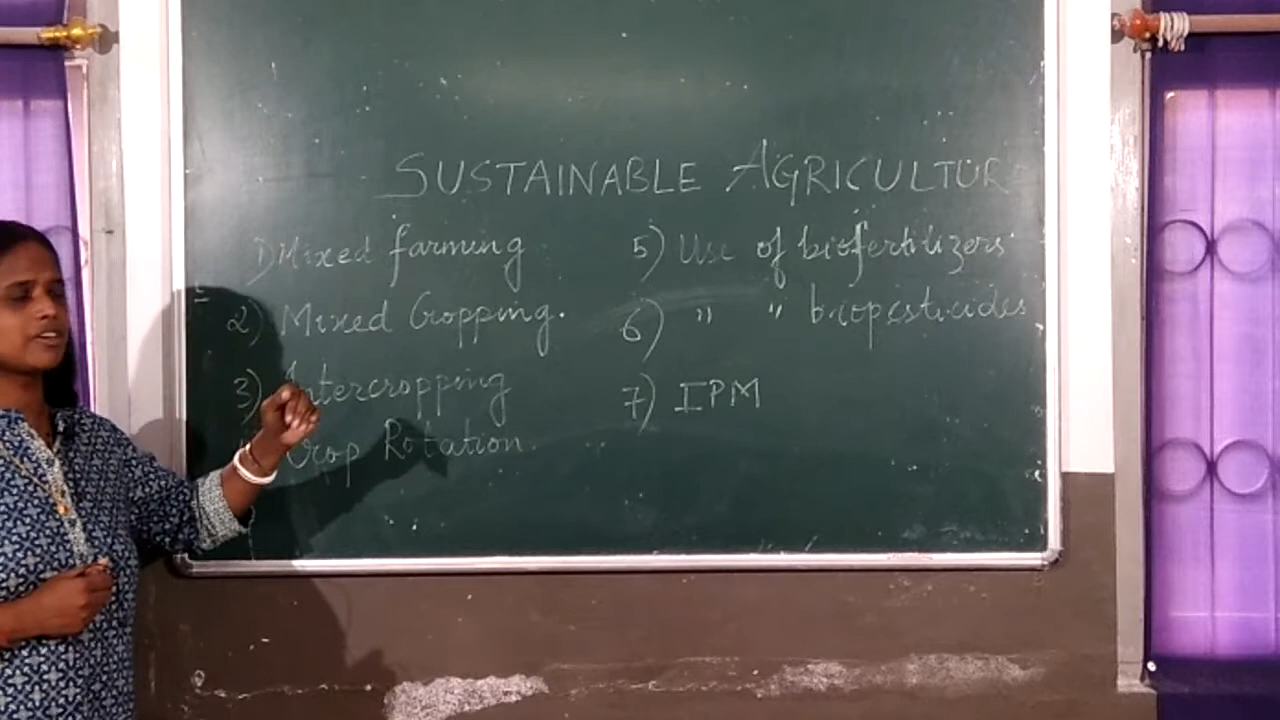 SUSTAINABLE AGRICULTUR
1) Mixed farming
2) Mixed Cropping.
3) Intercropping
Crop Rotation.
5) Use of biofertilizers
6) " " biopesticides
7) IPM